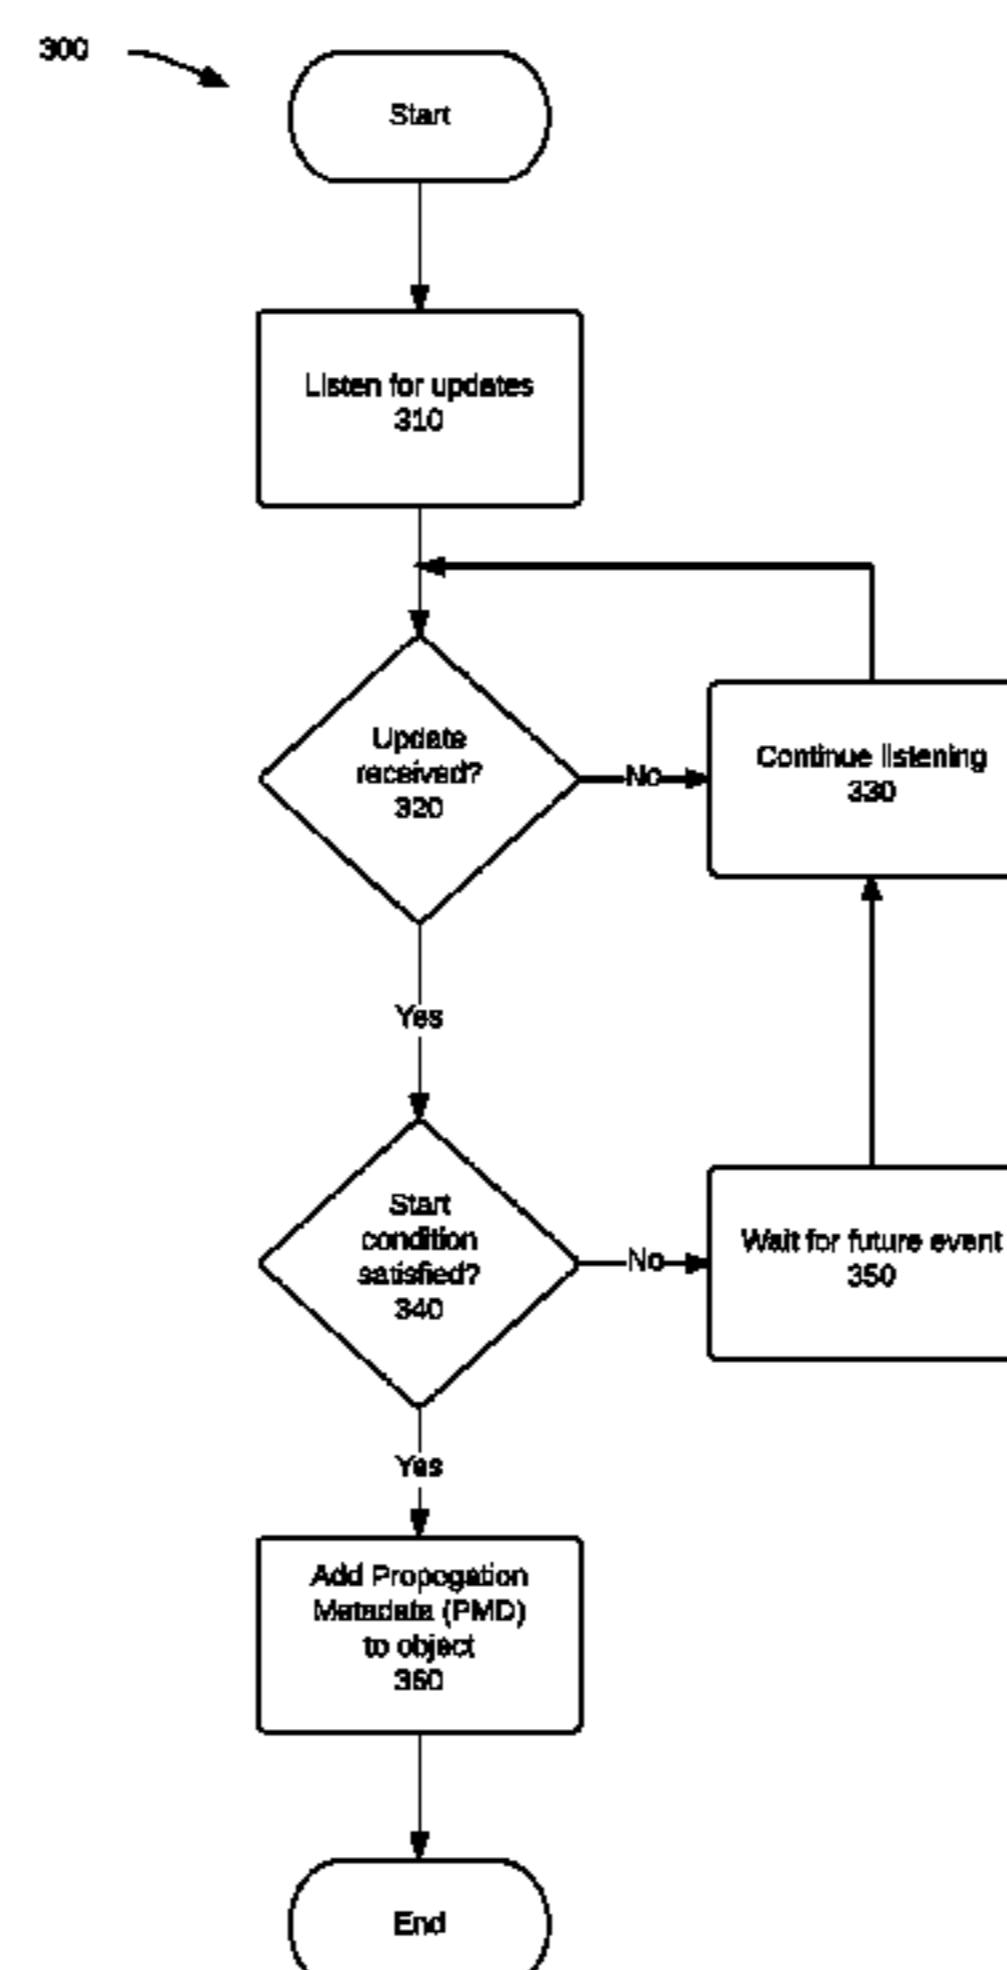 300
Start
Listen for updates
310
Update
received?
320
No
Continue listening
330
Yes
Start
condition
satisfied?
340
No
Wait for future event
350
Yes
Add Propogation
Metadata (PMD)
to object
360
End